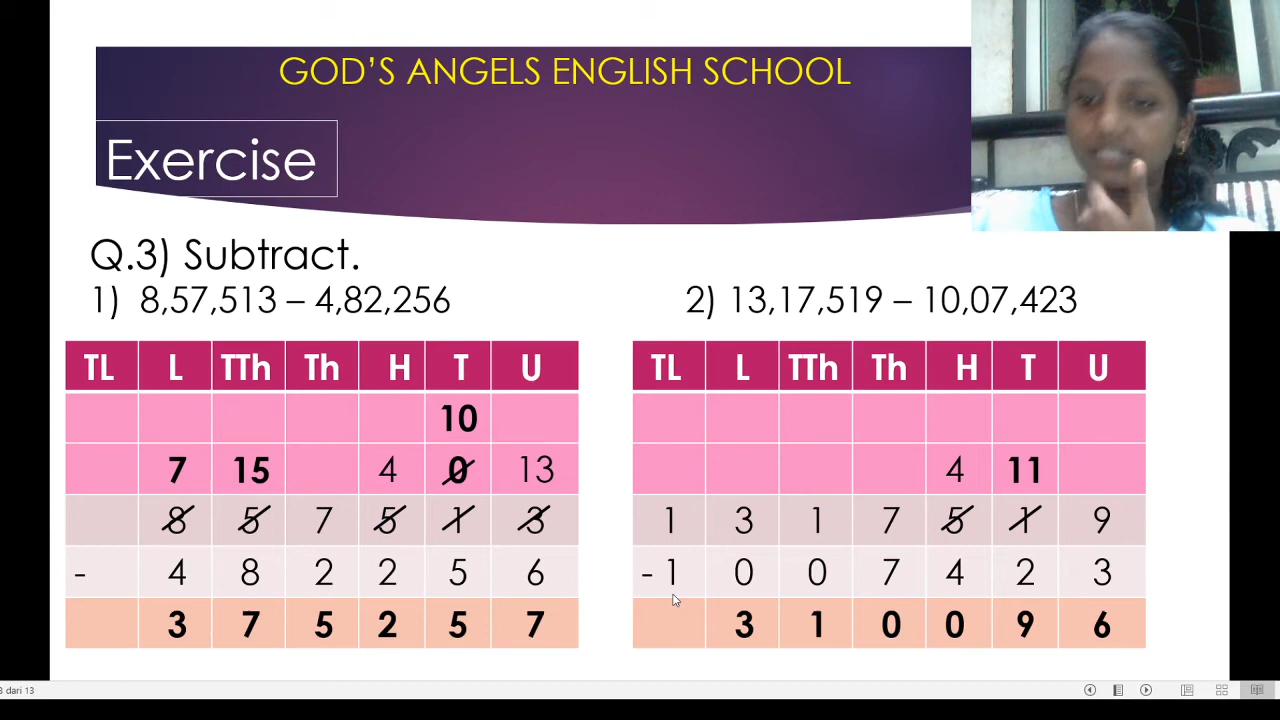 GOD'S ANGELS ENGLISH SCHOOL
Exercise
Q.3) Subtract.
1) 8,57,513 – 4,82,256
2) 13,17,519 – 10,07,423
TL L TTh Th H T U
10
7 15 4 0 13
8 5 7 5 1 3
- 4 8 2 2 5 6
3 7 5 2 5 7
TL L TTh Th H T U
4 11
1 3 1 7 5 1 9
- 1 0 0 7 4 2 3
3 1 0 0 9 6
dari 13